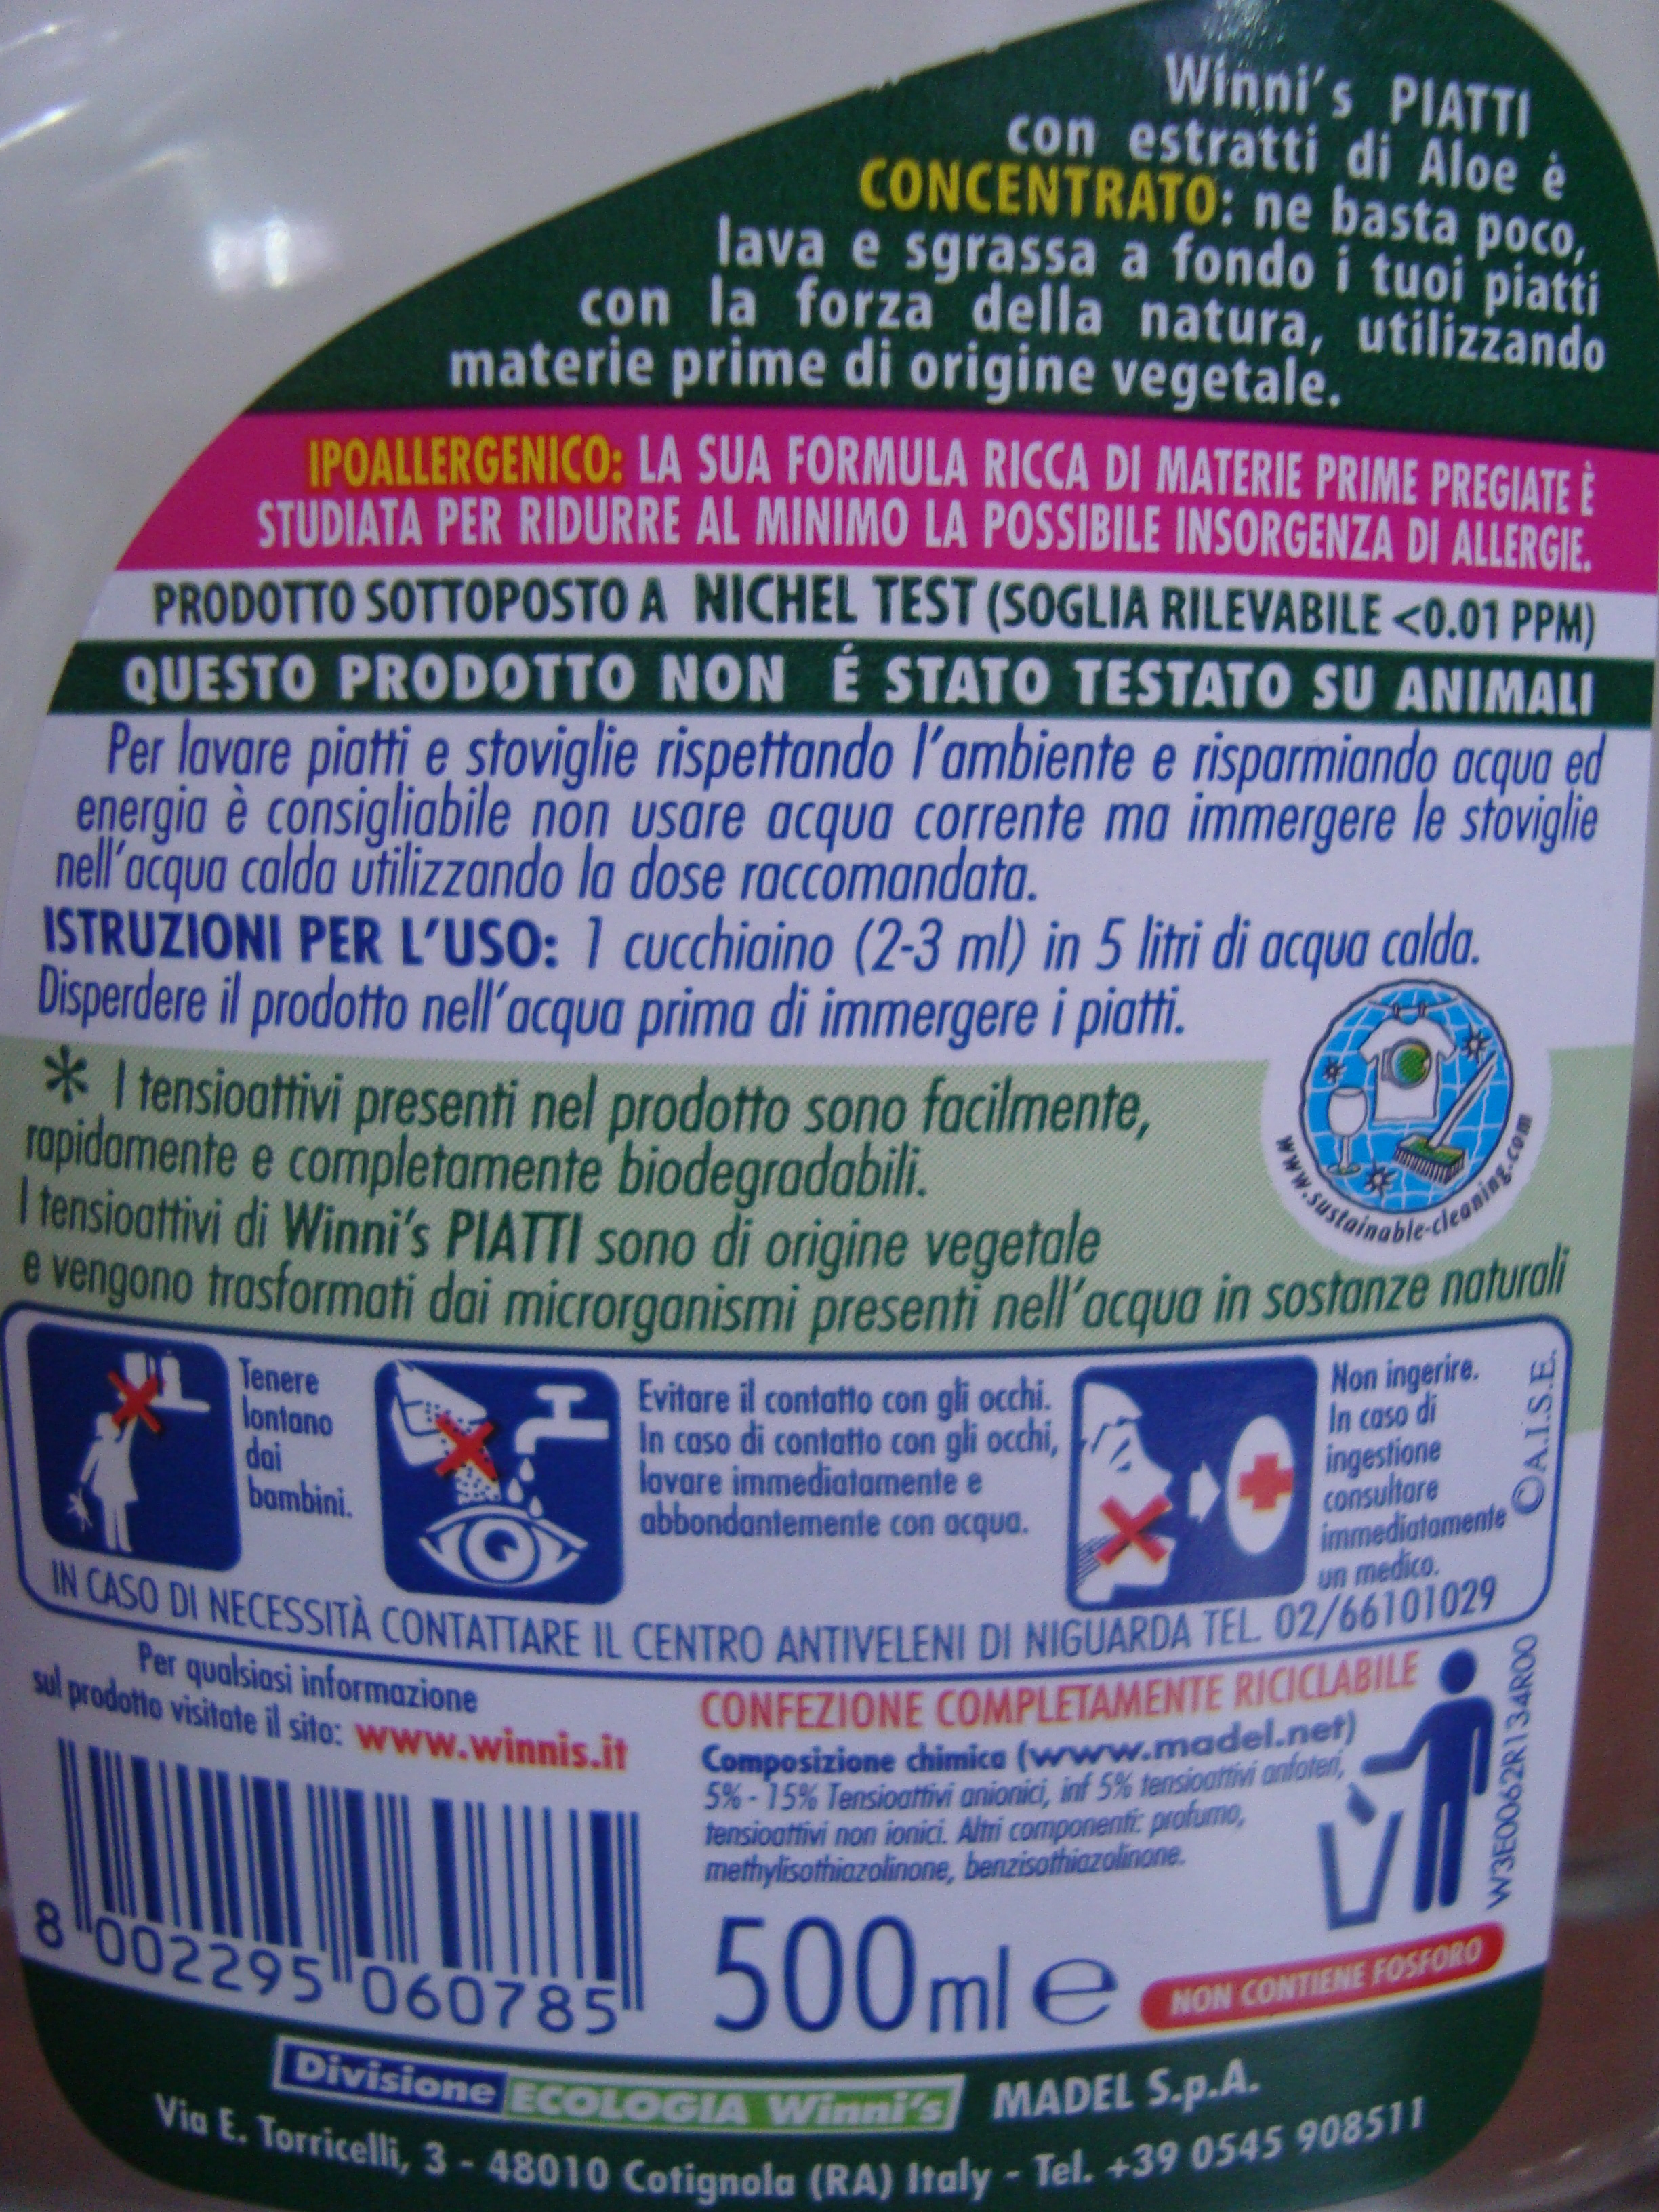 Winni's PIATTI
con estratti di Aloe è
CONCENTRATO: ne basta poco,
lava e sgrassa a fondo i tuoi piatti
con la forza della natura, utilizzando
materie prime di origine vegetale.
IPOALLERGENICO: LA SUA FORMULA RICCA DI MATERIE PRIME PREGIATE È
STUDIATA PER RIDURRE AL MINIMO LA POSSIBILE INSORGENZA DI ALLERGIE.
PRODOTTO SOTTOPOSTO A NICHEL TEST (SOGLIA RILEVABILE <0.01 PPM)
QUESTO PRODOTTO NON É STATO TESTATO SU ANIMALI
Per lavare piatti e stoviglie rispettando l'ambiente e risparmiando acqua ed
energia è consigliabile non usare acqua corrente ma immergere le stoviglie
nell'acqua calda utilizzando la dose raccomandata.
ISTRUZIONI PER L'USO: 1 cucchiaino (2-3 ml) in 5 litri di acqua calda.
Disperdere il prodotto nell'acqua prima di immergere i piatti.
www.sustainable-cleaning.com
* I tensioattivi presenti nel prodotto sono facilmente,
rapidamente e completamente biodegradabili.
I tensioattivi di Winni's PIATTI sono di origine vegetale
e vengono trasformati dai microrganismi presenti nell'acqua in sostanze naturali
Tenere
lontano
dai
bambini.
Evitare il contatto con gli occhi.
In caso di contatto con gli occhi,
lavare immediatamente e
abbondantemente con acqua.
Non ingerire.
In caso di
ingestione
consultare
immediatamente
un medico.
©A.I.S.E.
IN CASO DI NECESSITÀ CONTATTARE IL CENTRO ANTIVELENI DI NIGUARDA TEL. 02/66101029
Per qualsiasi informazione
sul prodotto visitate il sito: www.winnis.it
CONFEZIONE COMPLETAMENTE RICICLABILE
Composizione chimica (www.madel.net)
5% - 15% Tensioattivi anionici, inf 5% tensioattivi anfoteri,
tensioattivi non ionici. Altri componenti: profumo,
methylisothiazolinone, benzisothiazolinone.
W3E0062R134R00
8 002295 060785
500ml e
NON CONTIENE FOSFORO
Divisione ECOLOGIA Winni's MADEL S.p.A.
Via E. Torricelli, 3 - 48010 Cotignola (RA) Italy - Tel. +39 0545 908511